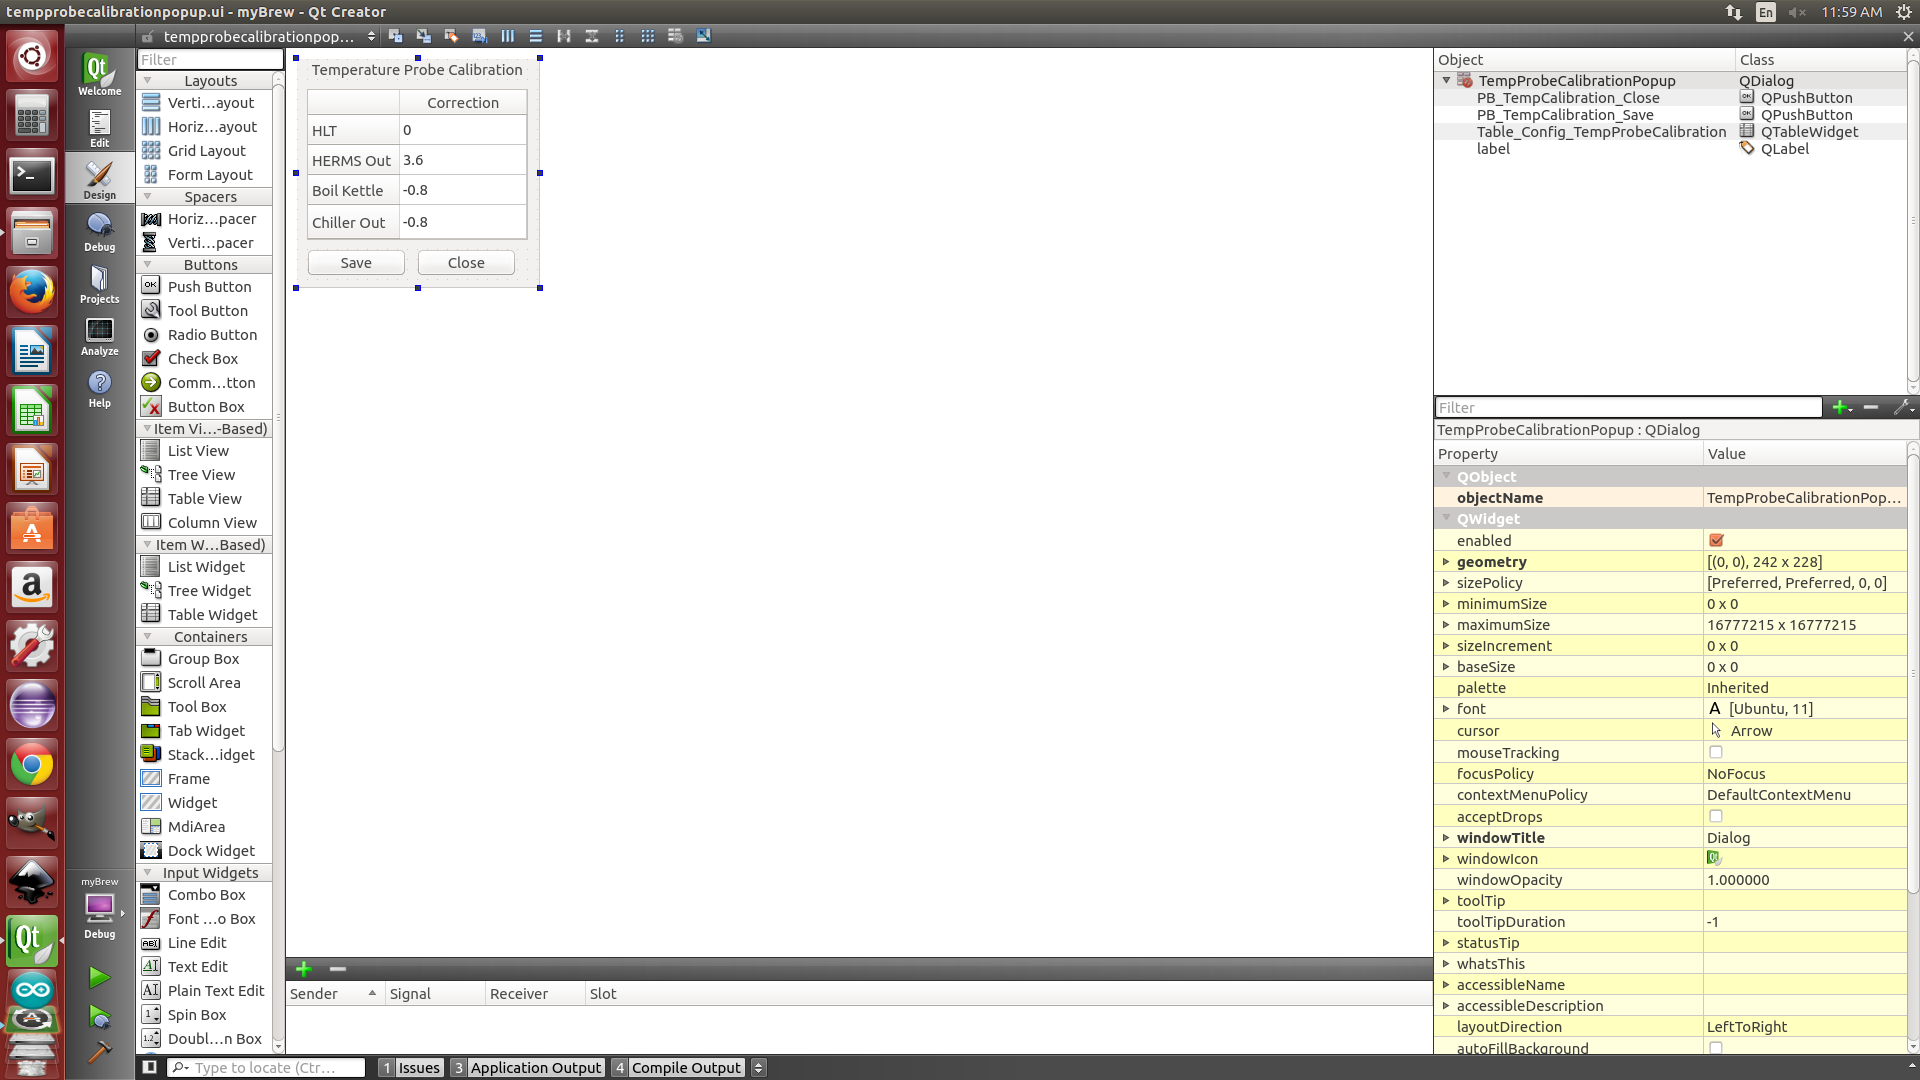 tempprobecalibrationpopup.ui - myBrew - Qt Creator
En
11:59 AM
tempprobecalibrationpop...
Welcome
Edit
Design
Debug
Projects
Analyze
Help
myBrew
Debug
Filter
Layouts
Verti...ayout
Horiz...ayout
Grid Layout
Form Layout
Spacers
Horiz...pacer
Verti...pacer
Buttons
Push Button
Tool Button
Radio Button
Check Box
Comm...tton
Button Box
Item Vi...-Based)
List View
Tree View
Table View
Column View
Item W...Based)
List Widget
Tree Widget
Table Widget
Containers
Group Box
Scroll Area
Tool Box
Tab Widget
Stack...idget
Frame
Widget
MdiArea
Dock Widget
Input Widgets
Combo Box
Font ...o Box
Line Edit
Text Edit
Plain Text Edit
Spin Box
Doubl...n Box
Temperature Probe Calibration
Correction
HLT 0
HERMS Out 3.6
Boil Kettle -0.8
Chiller Out -0.8
Save Close
Sender Signal Receiver Slot
Object Class
TempProbeCalibrationPopup QDialog
PB_TempCalibration_Close QPushButton
PB_TempCalibration_Save QPushButton
Table_Config_TempProbeCalibration QTableWidget
label QLabel
Filter
TempProbeCalibrationPopup : QDialog
Property Value
QObject
objectName TempProbeCalibrationPop...
QWidget
enabled
geometry [(0, 0), 242 x 228]
sizePolicy [Preferred, Preferred, 0, 0]
minimumSize 0 x 0
maximumSize 16777215 x 16777215
sizeIncrement 0 x 0
baseSize 0 x 0
palette Inherited
font A [Ubuntu, 11]
cursor Arrow
mouseTracking
focusPolicy NoFocus
contextMenuPolicy DefaultContextMenu
acceptDrops
windowTitle Dialog
windowIcon
windowOpacity 1.000000
toolTip
toolTipDuration -1
statusTip
whatsThis
accessibleName
accessibleDescription
layoutDirection LeftToRight
autoFillBackground
Type to locate (Ctr...
1 Issues 3 Application Output 4 Compile Output